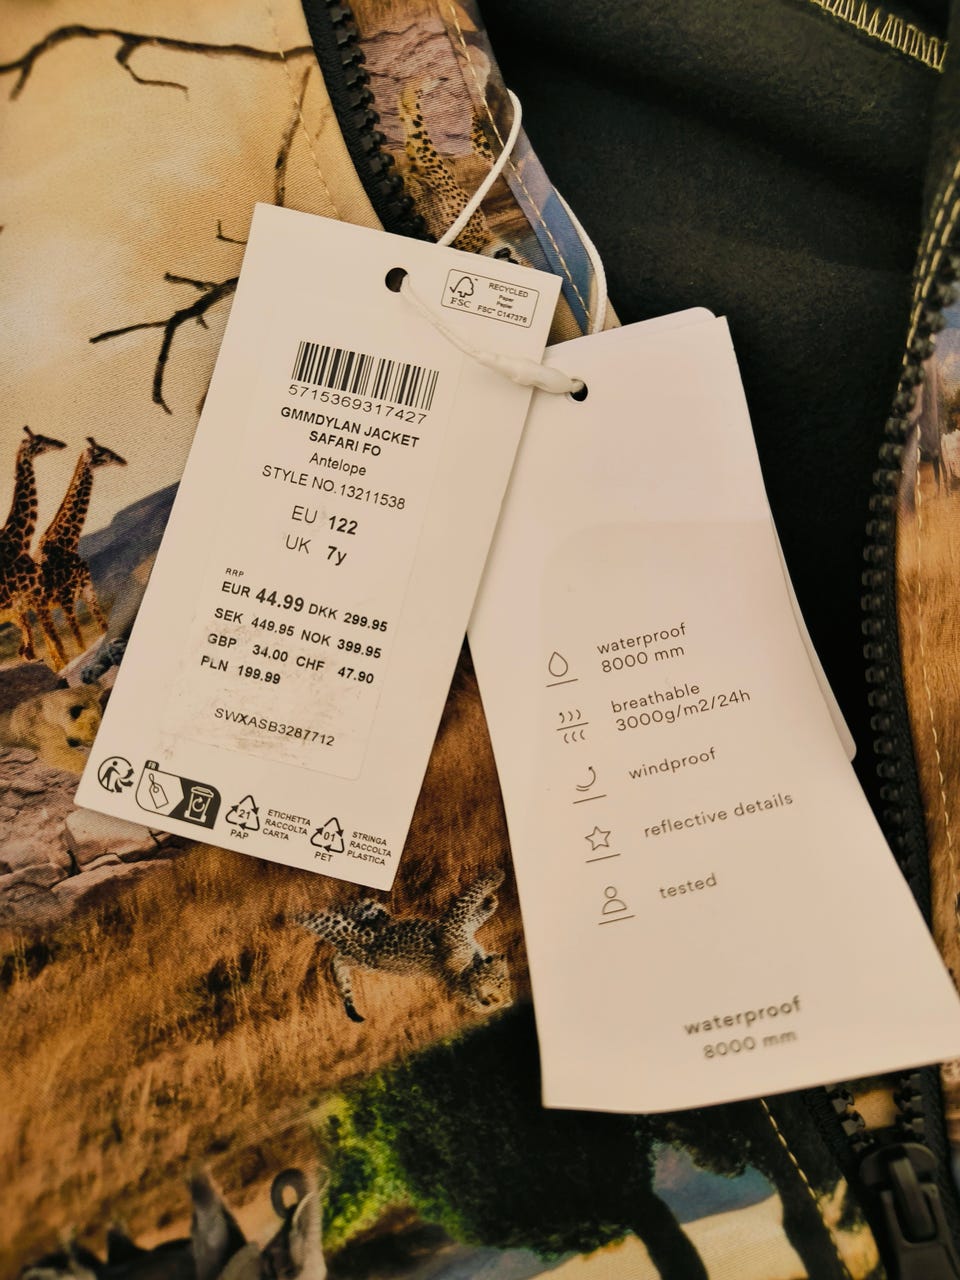 FSC
RECYCLED
Paper
Papier
FSC® C147376
5715369317427
GMMDYLAN JACKET
SAFARI FO
Antelope
STYLE NO.13211538
EU 122
UK 7y
RRP
EUR 44.99 DKK 299.95
SEK 449.95 NOK 399.95
GBP 34.00 CHF 47.90
PLN 199.99
SWXASB3287712
FR
21
PAP
ETICHETTA
RACCOLTA
CARTA
01
PET
STRINGA
RACCOLTA
PLASTICA
waterproof
8000 mm
breathable
3000g/m2/24h
windproof
reflective details
tested
waterproof
8000 mm